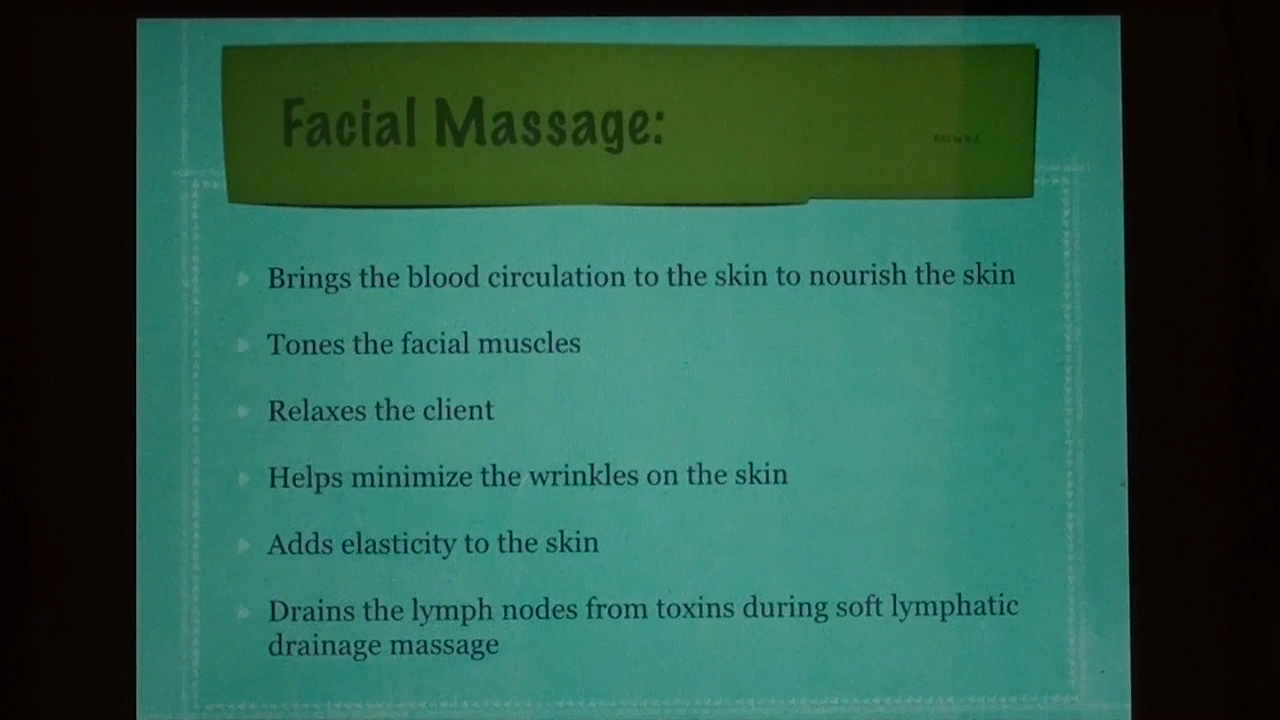 Facial Massage:
Brings the blood circulation to the skin to nourish the skin
Tones the facial muscles
Relaxes the client
Helps minimize the wrinkles on the skin
Adds elasticity to the skin
Drains the lymph nodes from toxins during soft lymphatic
drainage massage